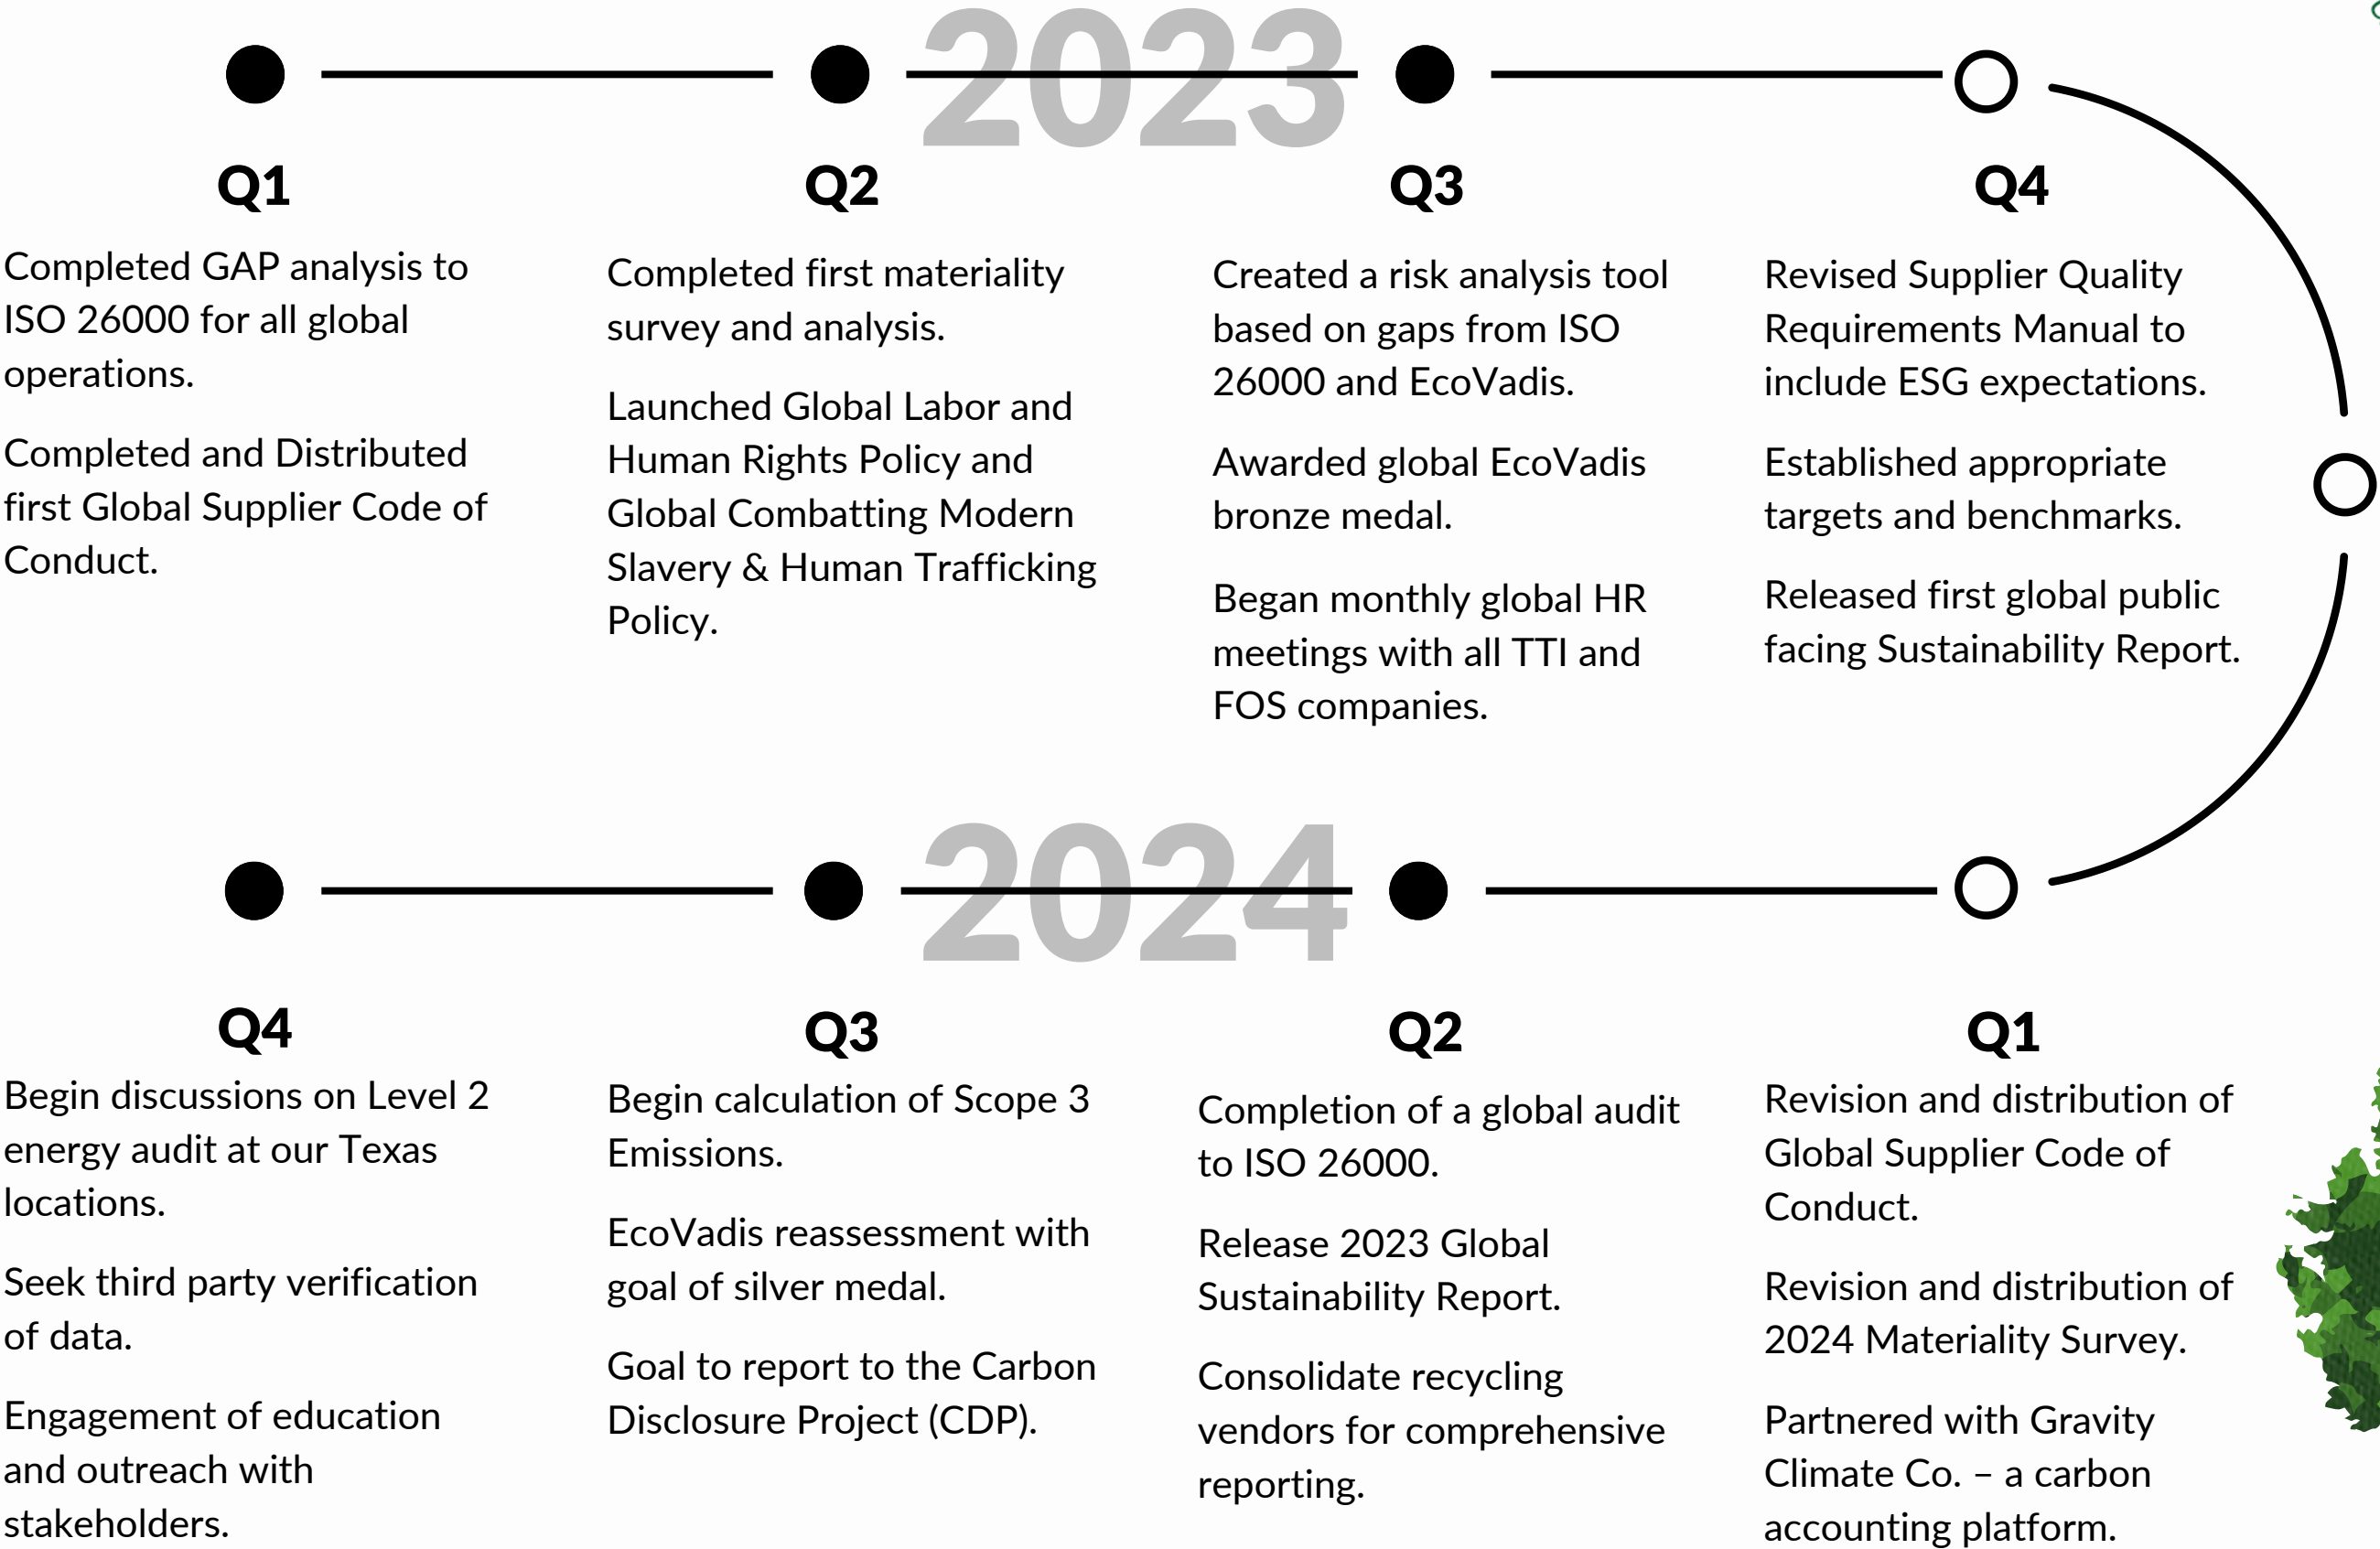 2023
Q1
Completed GAP analysis to
ISO 26000 for all global
operations.
Completed and Distributed
first Global Supplier Code of
Conduct.
Q2
Completed first materiality
survey and analysis.
Launched Global Labor and
Human Rights Policy and
Global Combatting Modern
Slavery & Human Trafficking
Policy.
Q3
Created a risk analysis tool
based on gaps from ISO
26000 and EcoVadis.
Awarded global EcoVadis
bronze medal.
Began monthly global HR
meetings with all TTI and
FOS companies.
Q4
Revised Supplier Quality
Requirements Manual to
include ESG expectations.
Established appropriate
targets and benchmarks.
Released first global public
facing Sustainability Report.
2024
Q4
Begin discussions on Level 2
energy audit at our Texas
locations.
Seek third party verification
of data.
Engagement of education
and outreach with
stakeholders.
Q3
Begin calculation of Scope 3
Emissions.
EcoVadis reassessment with
goal of silver medal.
Goal to report to the Carbon
Disclosure Project (CDP).
Q2
Completion of a global audit
to ISO 26000.
Release 2023 Global
Sustainability Report.
Consolidate recycling
vendors for comprehensive
reporting.
Q1
Revision and distribution of
Global Supplier Code of
Conduct.
Revision and distribution of
2024 Materiality Survey.
Partnered with Gravity
Climate Co. – a carbon
accounting platform.